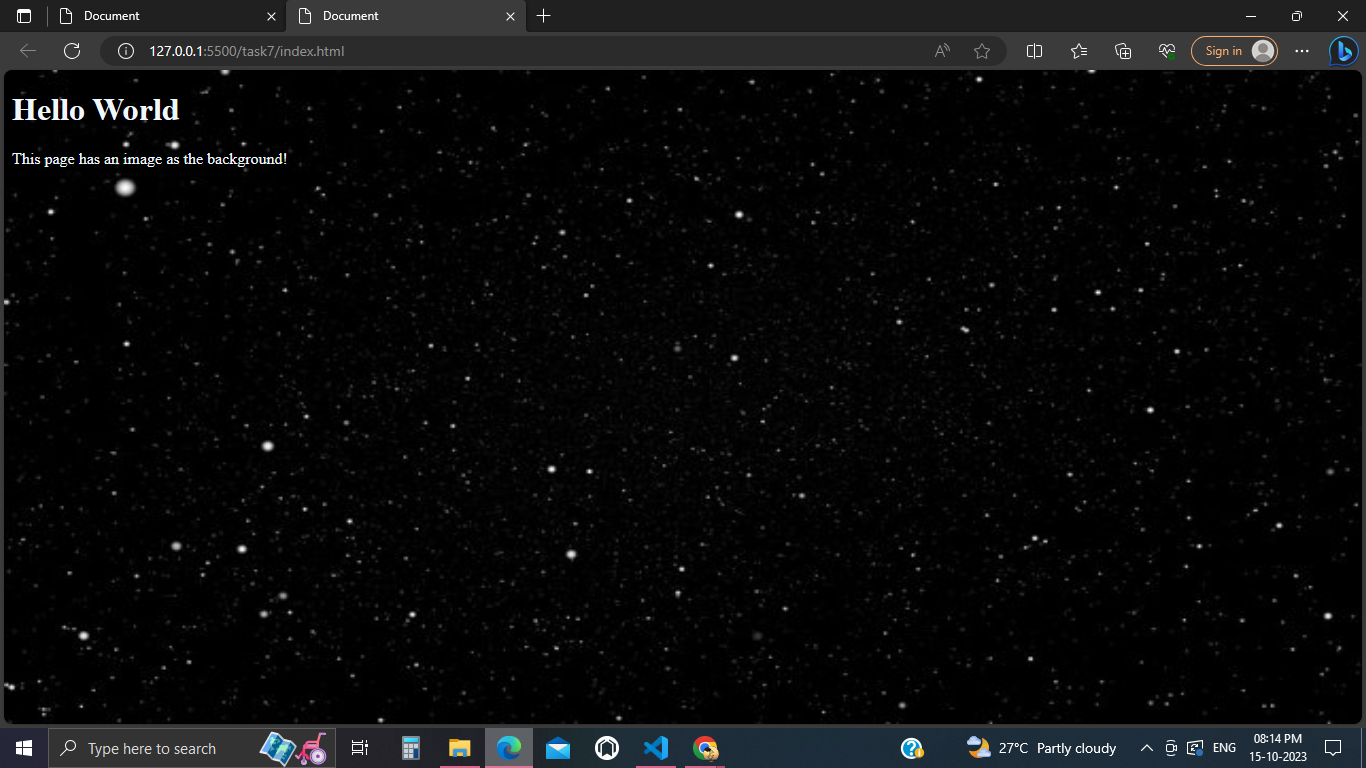 Document
Document
127.0.0.1:5500/task7/index.html
Sign in
Hello World
This page has an image as the background!
Type here to search
27°C Partly cloudy
ENG
08:14 PM
15-10-2023